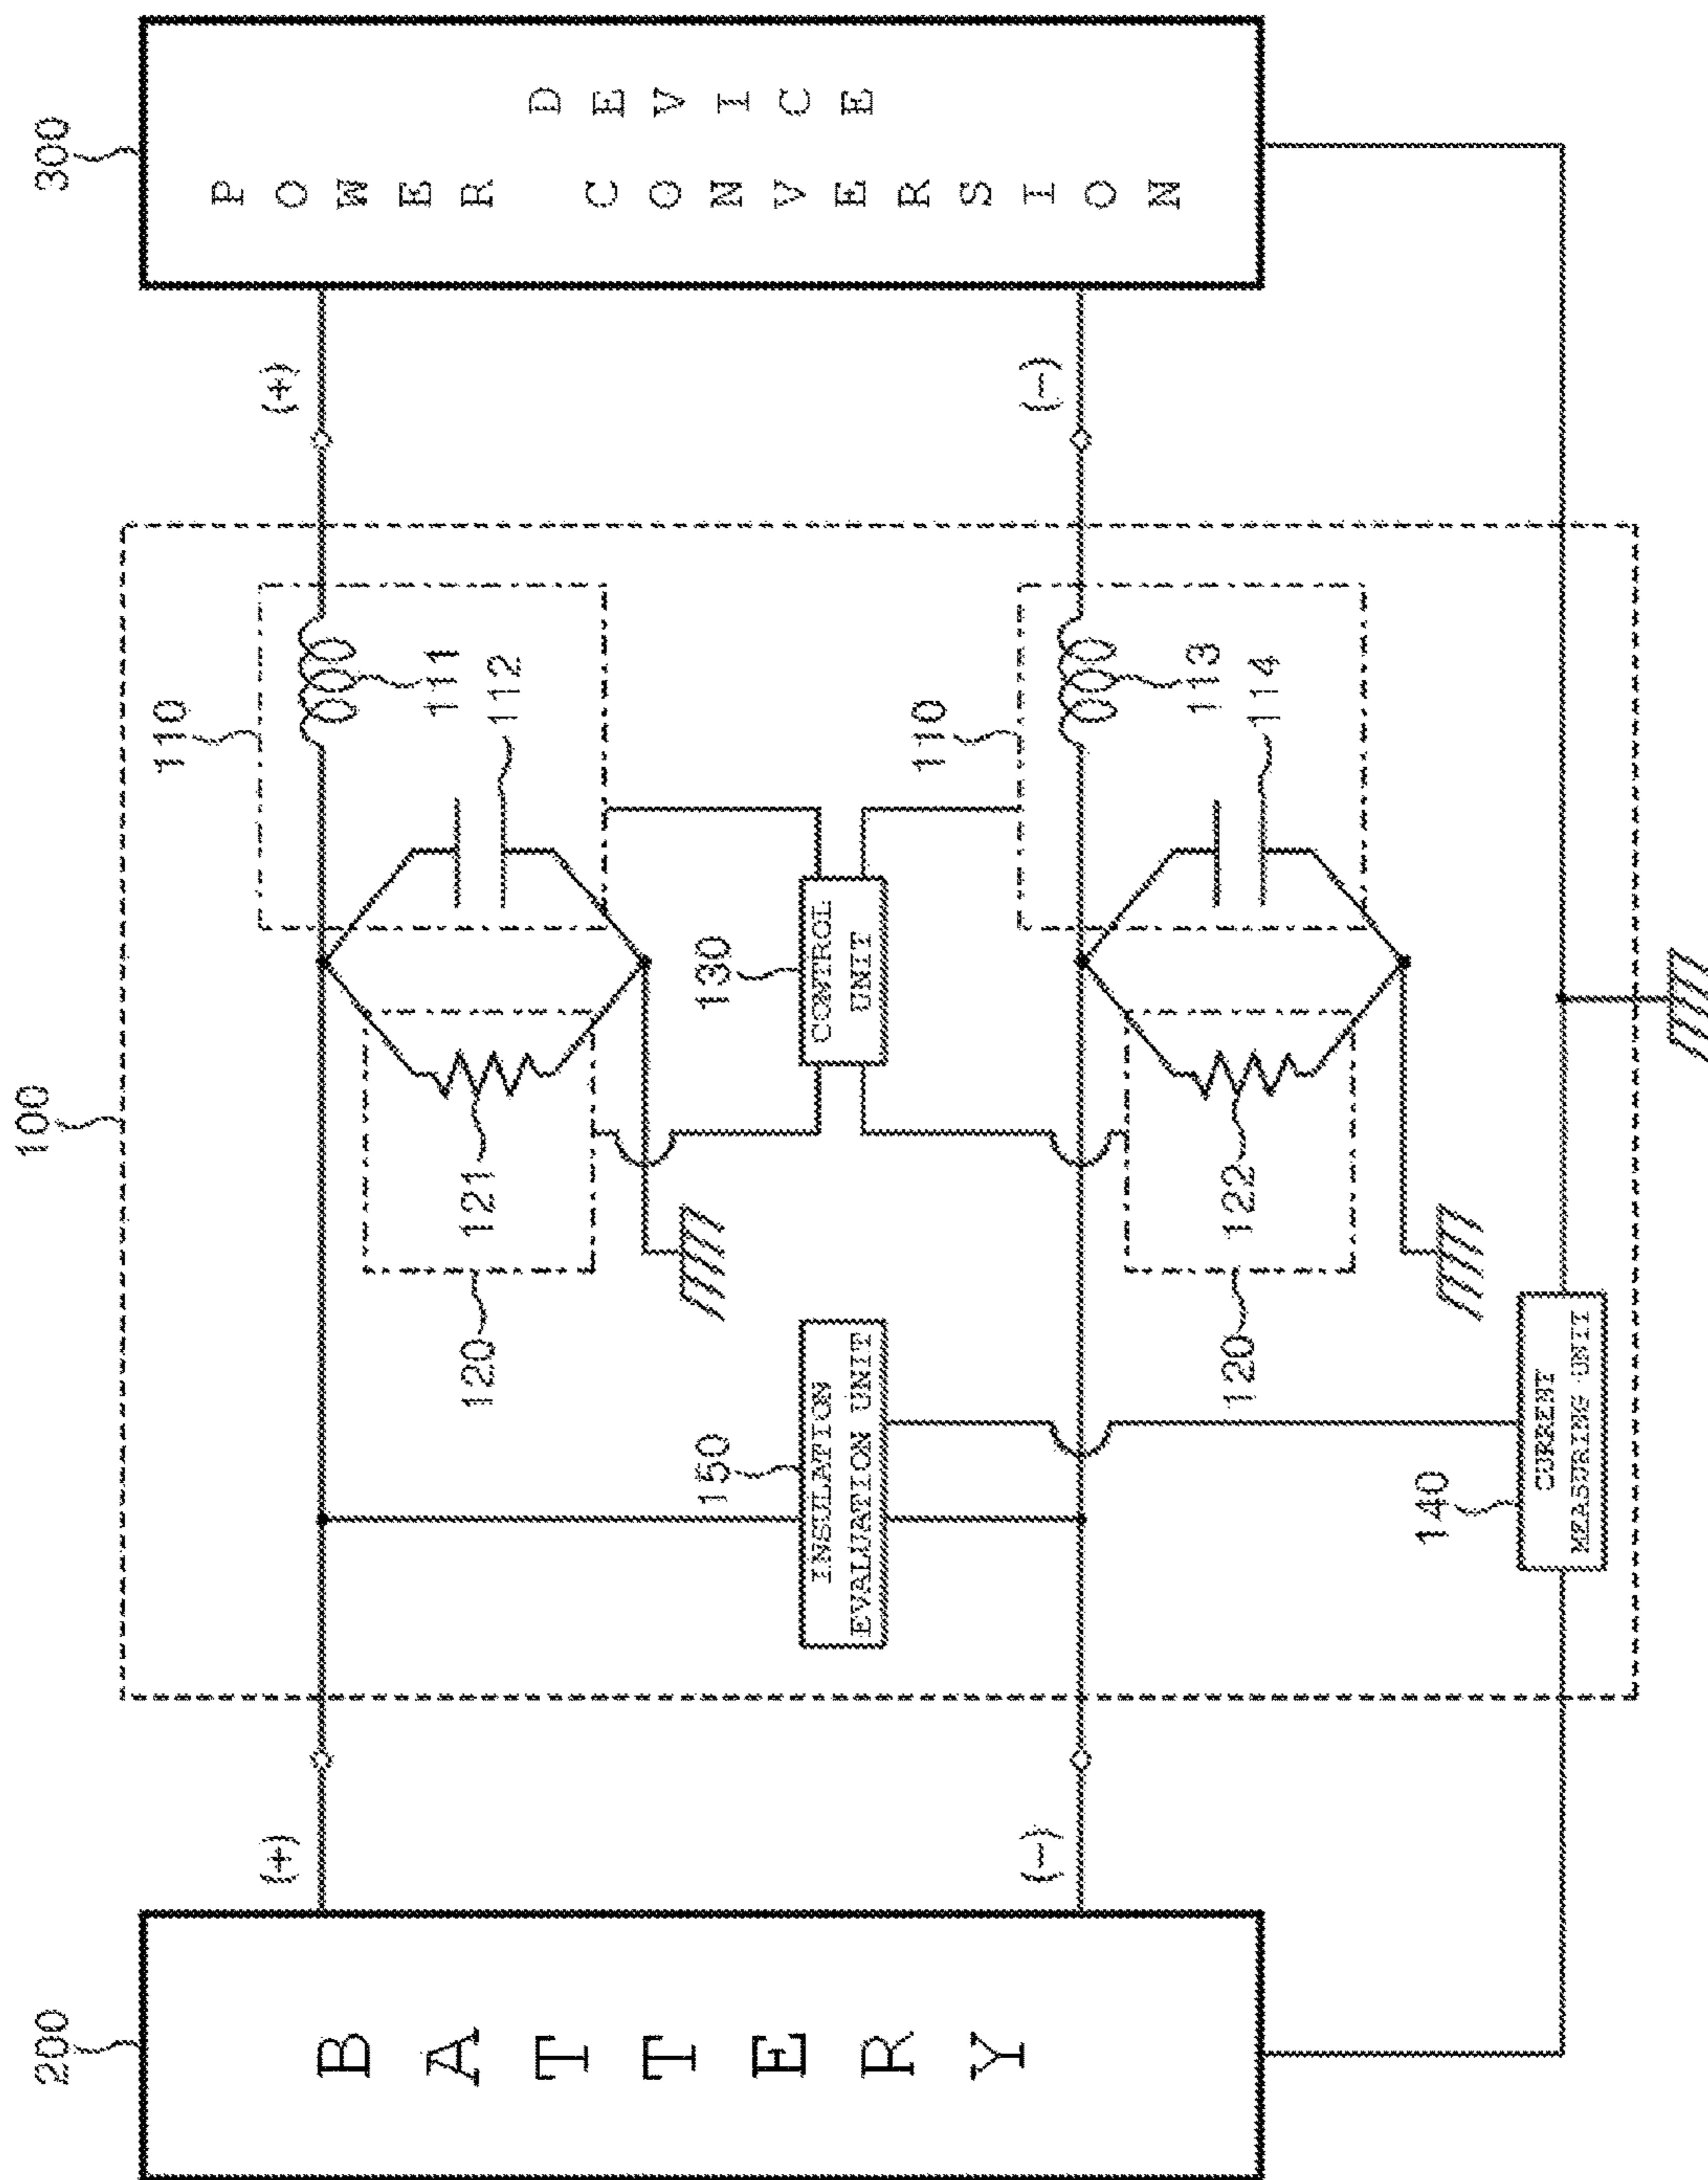 100
200
BATTERY
300
POWER CONVERSION
DEVICE
(+)
(+)
110
111
112
120
121
150
INSULATION
EVALUATION UNIT
130
CONTROL
UNIT
(-)
(-)
110
113
114
120
122
140
CURRENT
MEASURING UNIT